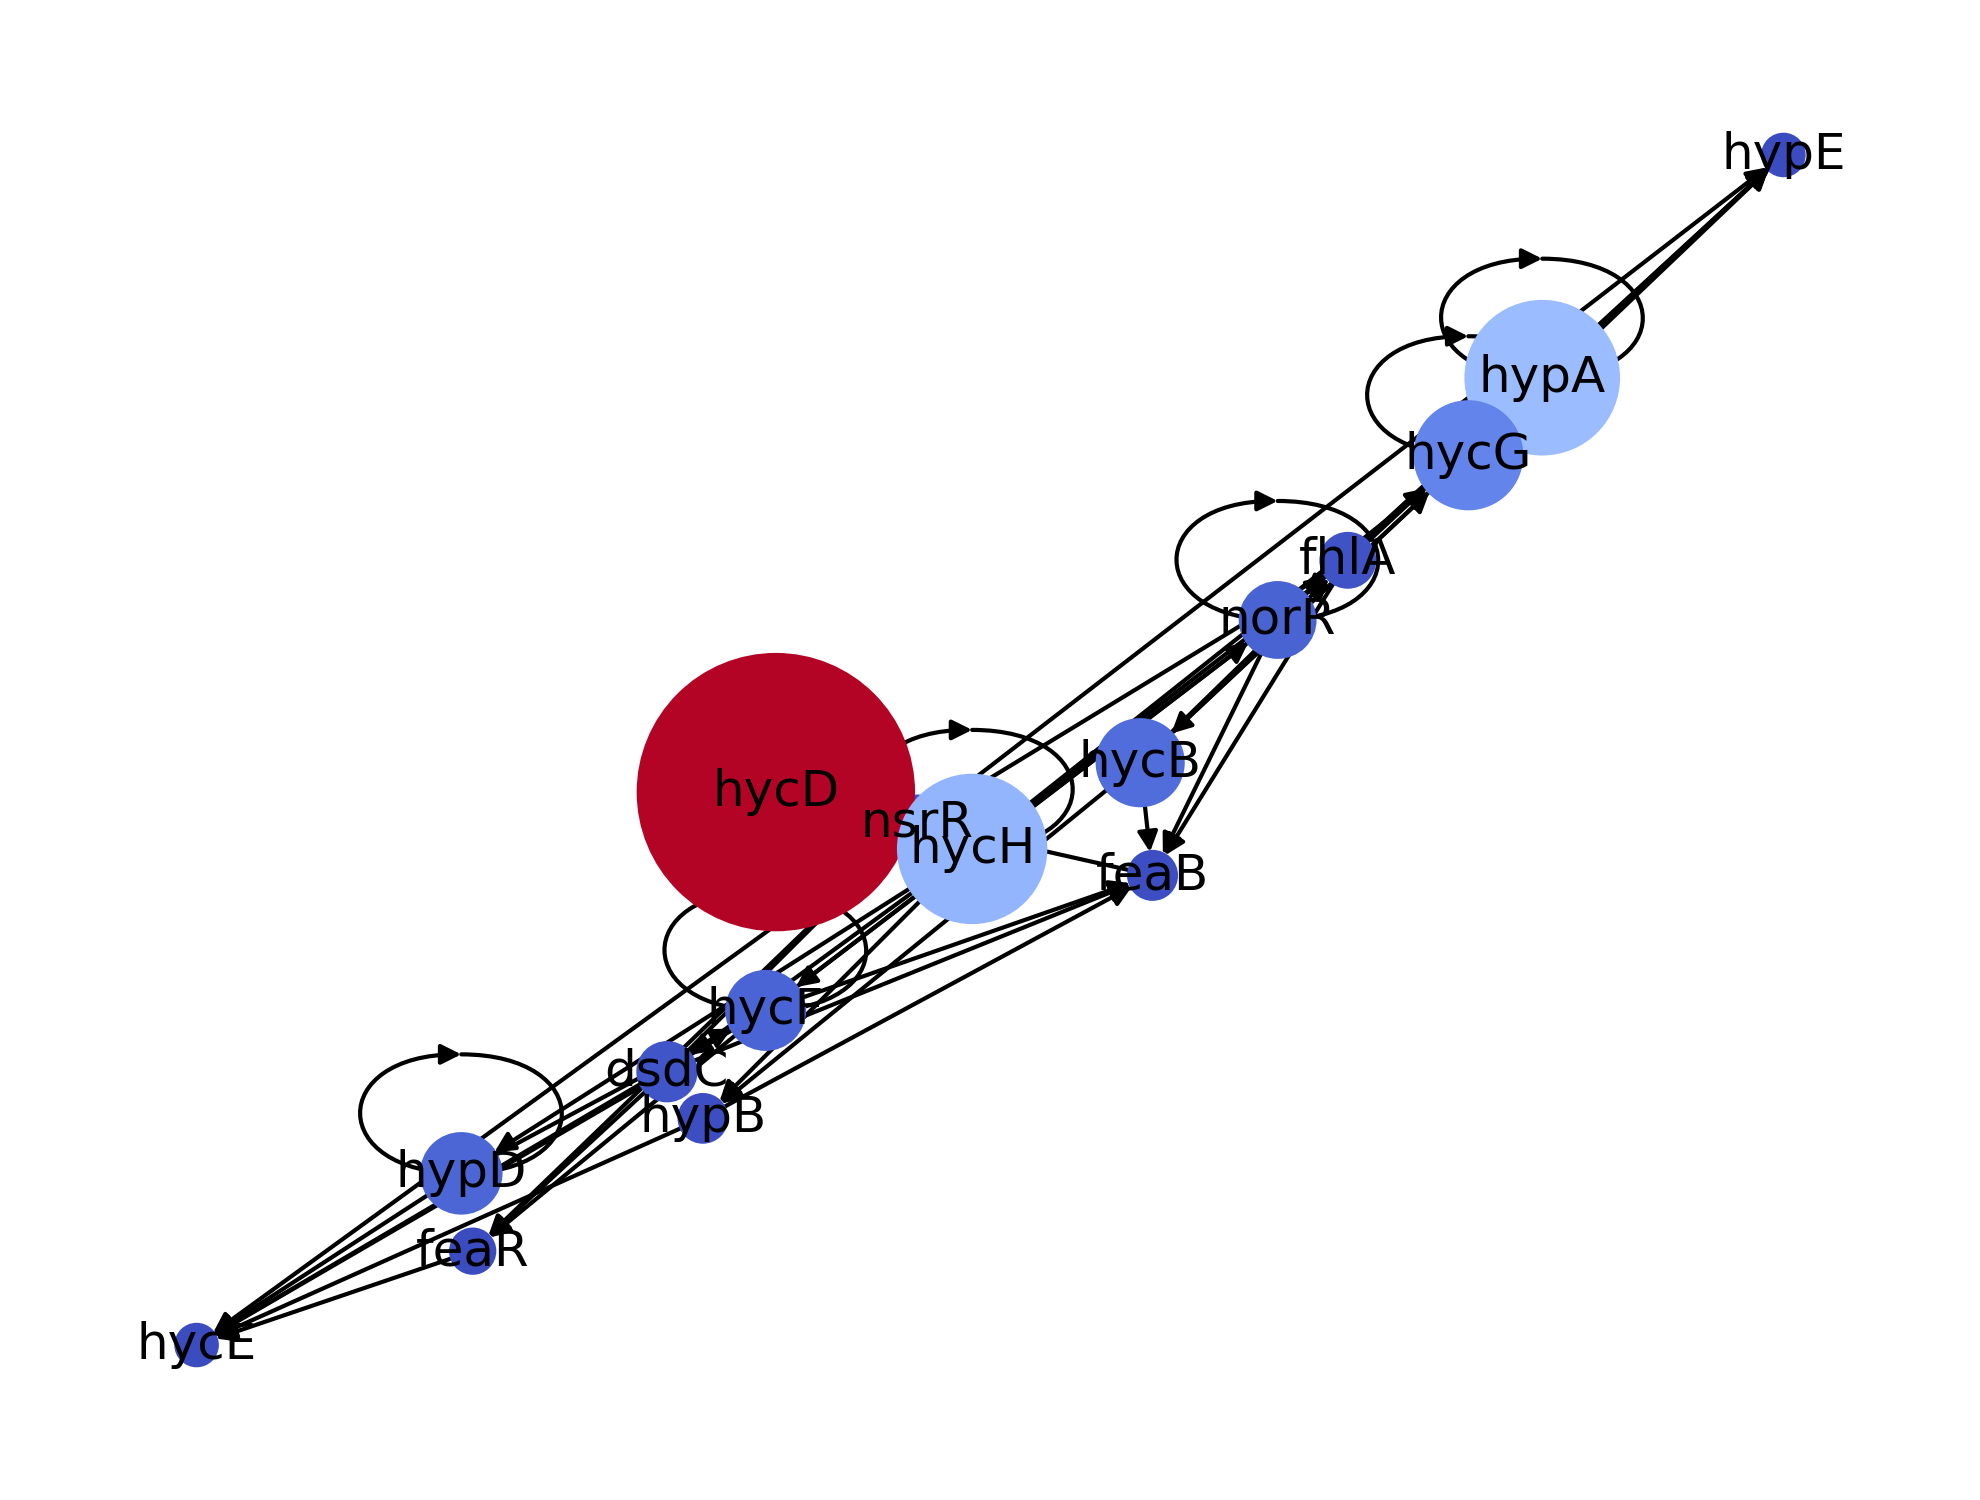 hypE
hypA
hycG
fhlA
norR
hycB
hycD
nsrR
hycH
feaB
hycF
dsdC
hypB
hypD
feaR
hycE